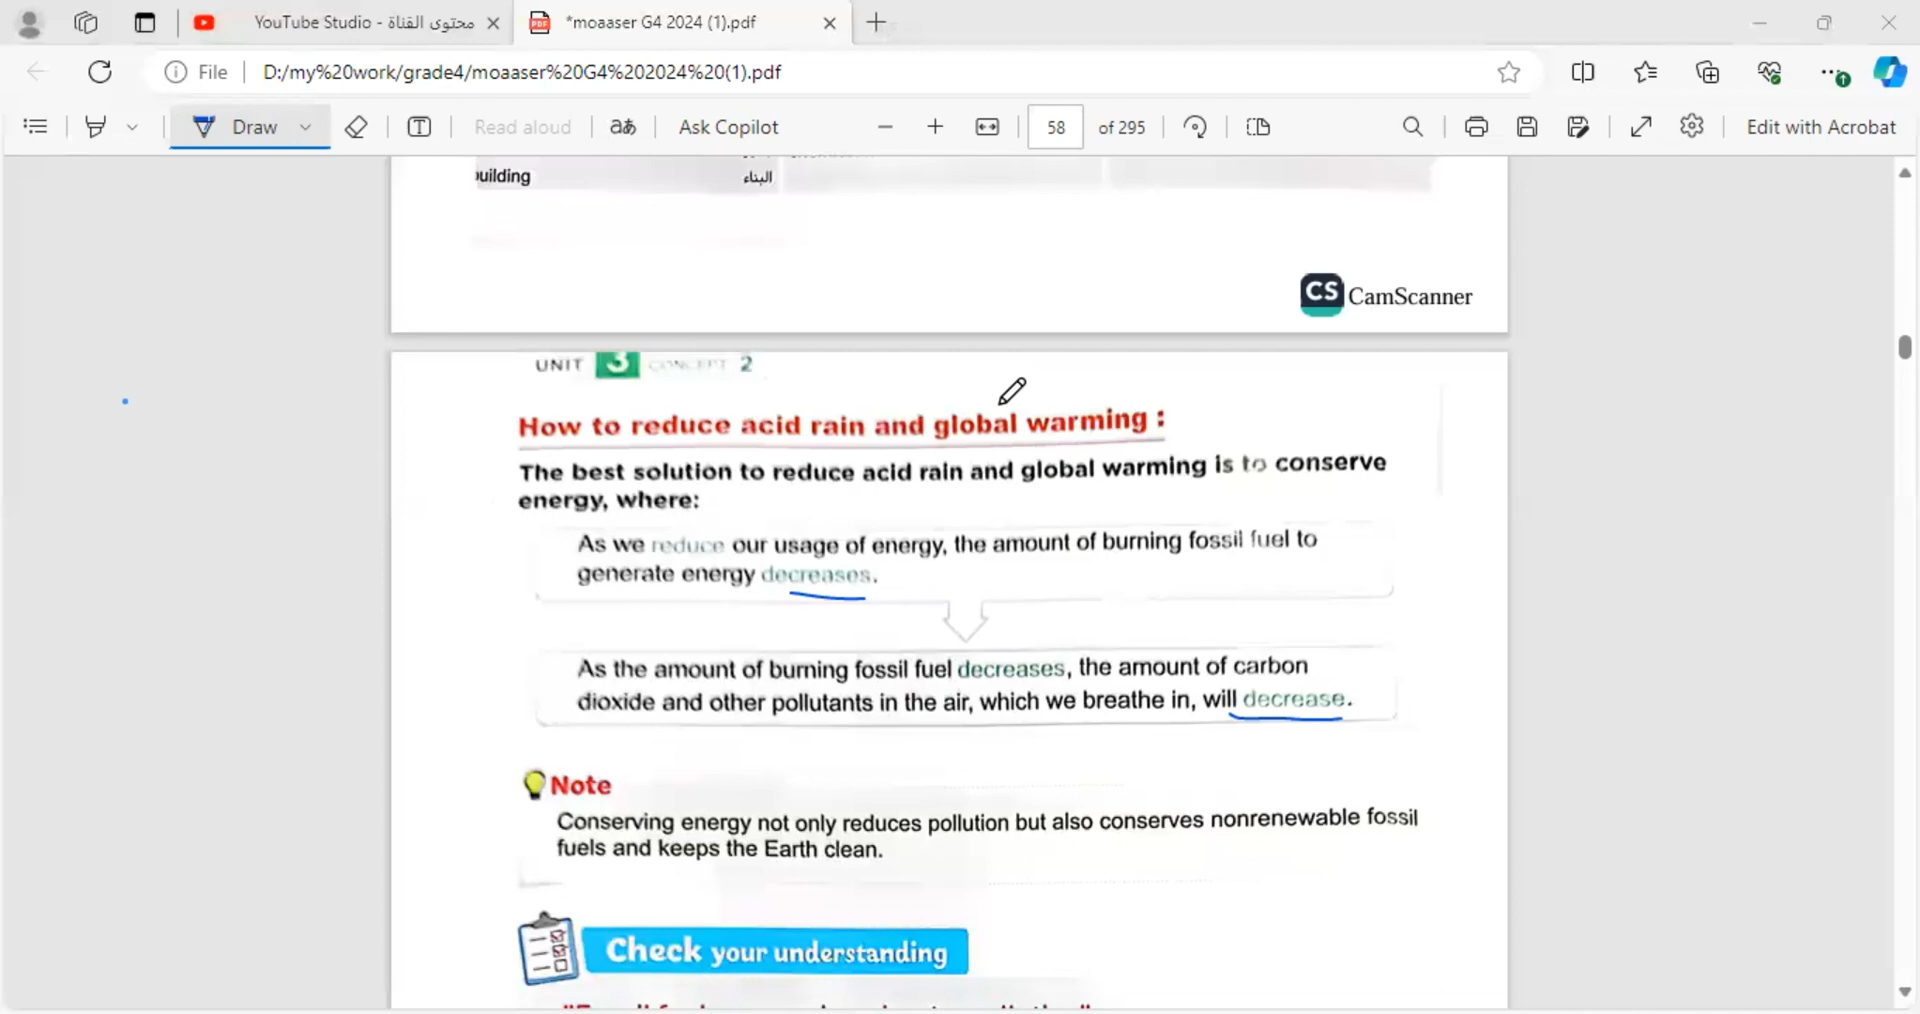 YouTube Studio - محتوى القناة
*moaaser G4 2024 (1).pdf
File
D:/my%20work/grade4/moaaser%20G4%202024%20(1).pdf
Draw
Read aloud
Ask Copilot
58
of 295
Edit with Acrobat
uilding
البناء
CS CamScanner
UNIT 3 CONCEPT 2
How to reduce acid rain and global warming :
The best solution to reduce acid rain and global warming is to conserve
energy, where:
As we reduce our usage of energy, the amount of burning fossil fuel to
generate energy decreases.
As the amount of burning fossil fuel decreases, the amount of carbon
dioxide and other pollutants in the air, which we breathe in, will decrease.
Note
Conserving energy not only reduces pollution but also conserves nonrenewable fossil
fuels and keeps the Earth clean.
Check your understanding